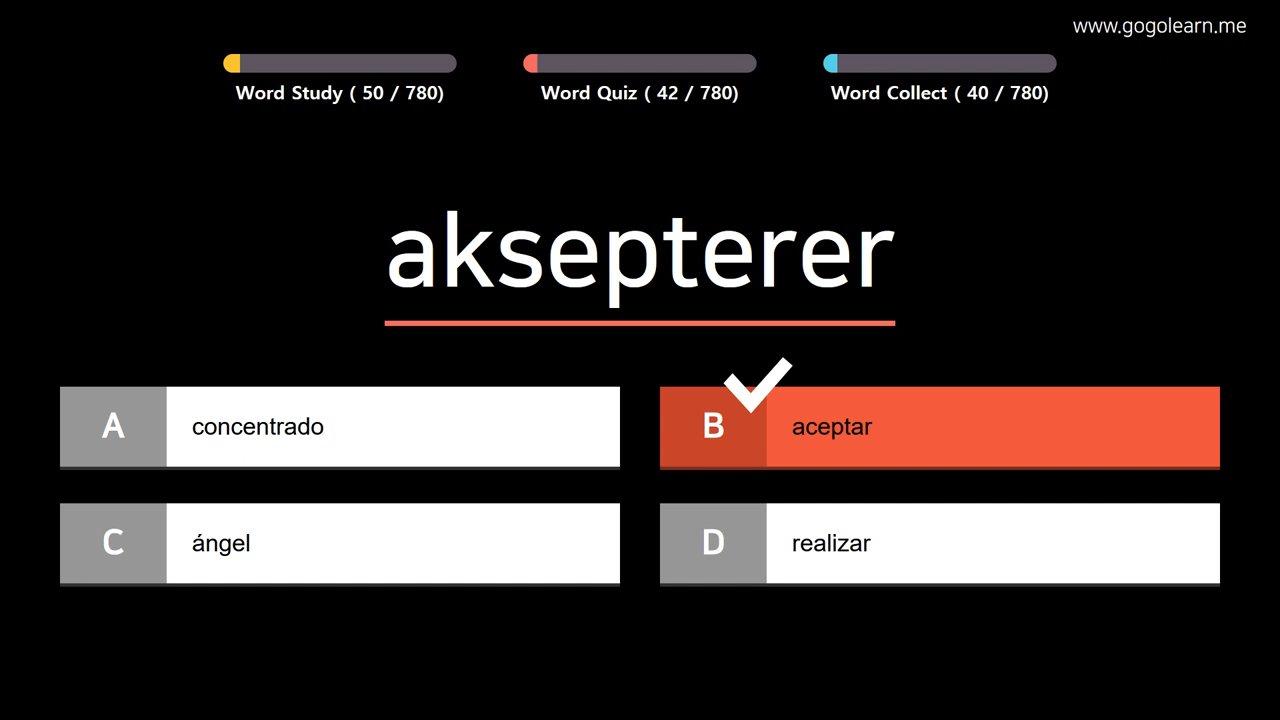 www.gogolearn.me
Word Study ( 50 / 780)
Word Quiz ( 42 / 780)
Word Collect ( 40 / 780)
aksepterer
A concentrado
B aceptar
C ángel
D realizar